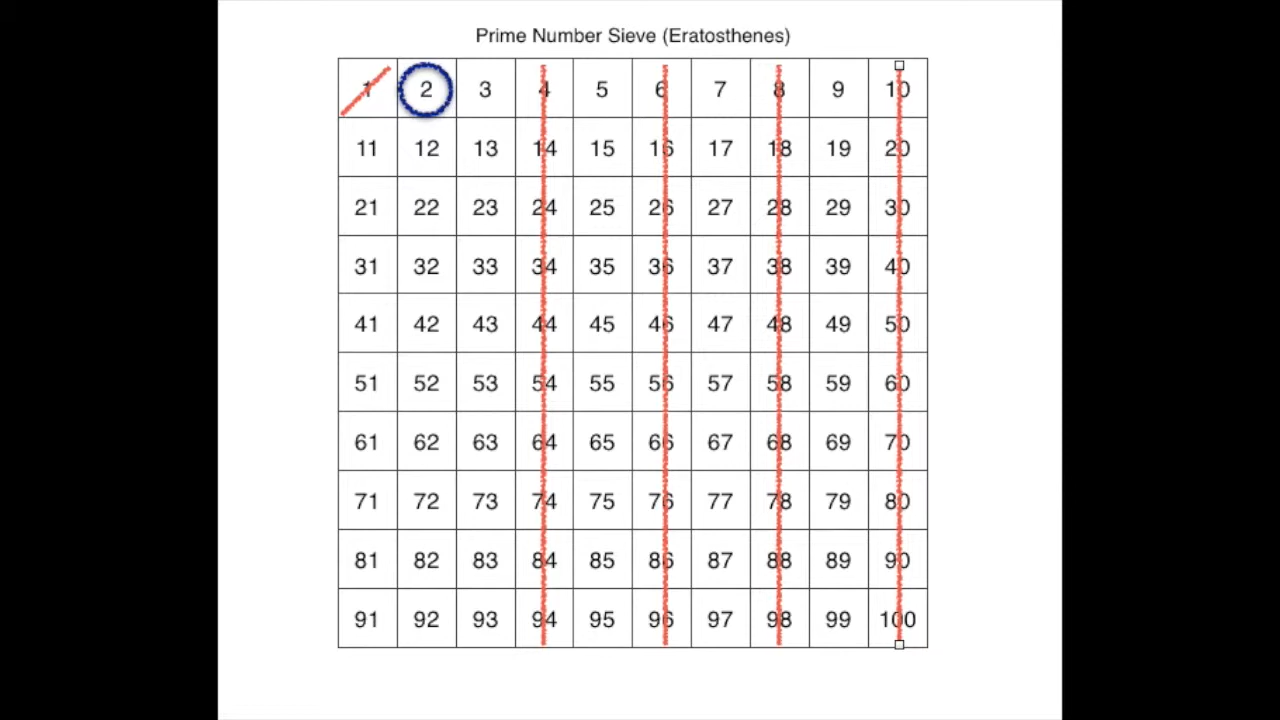 Prime Number Sieve (Eratosthenes)
1 2 3 4 5 6 7 8 9 10
11 12 13 14 15 16 17 18 19 20
21 22 23 24 25 26 27 28 29 30
31 32 33 34 35 36 37 38 39 40
41 42 43 44 45 46 47 48 49 50
51 52 53 54 55 56 57 58 59 60
61 62 63 64 65 66 67 68 69 70
71 72 73 74 75 76 77 78 79 80
81 82 83 84 85 86 87 88 89 90
91 92 93 94 95 96 97 98 99 100